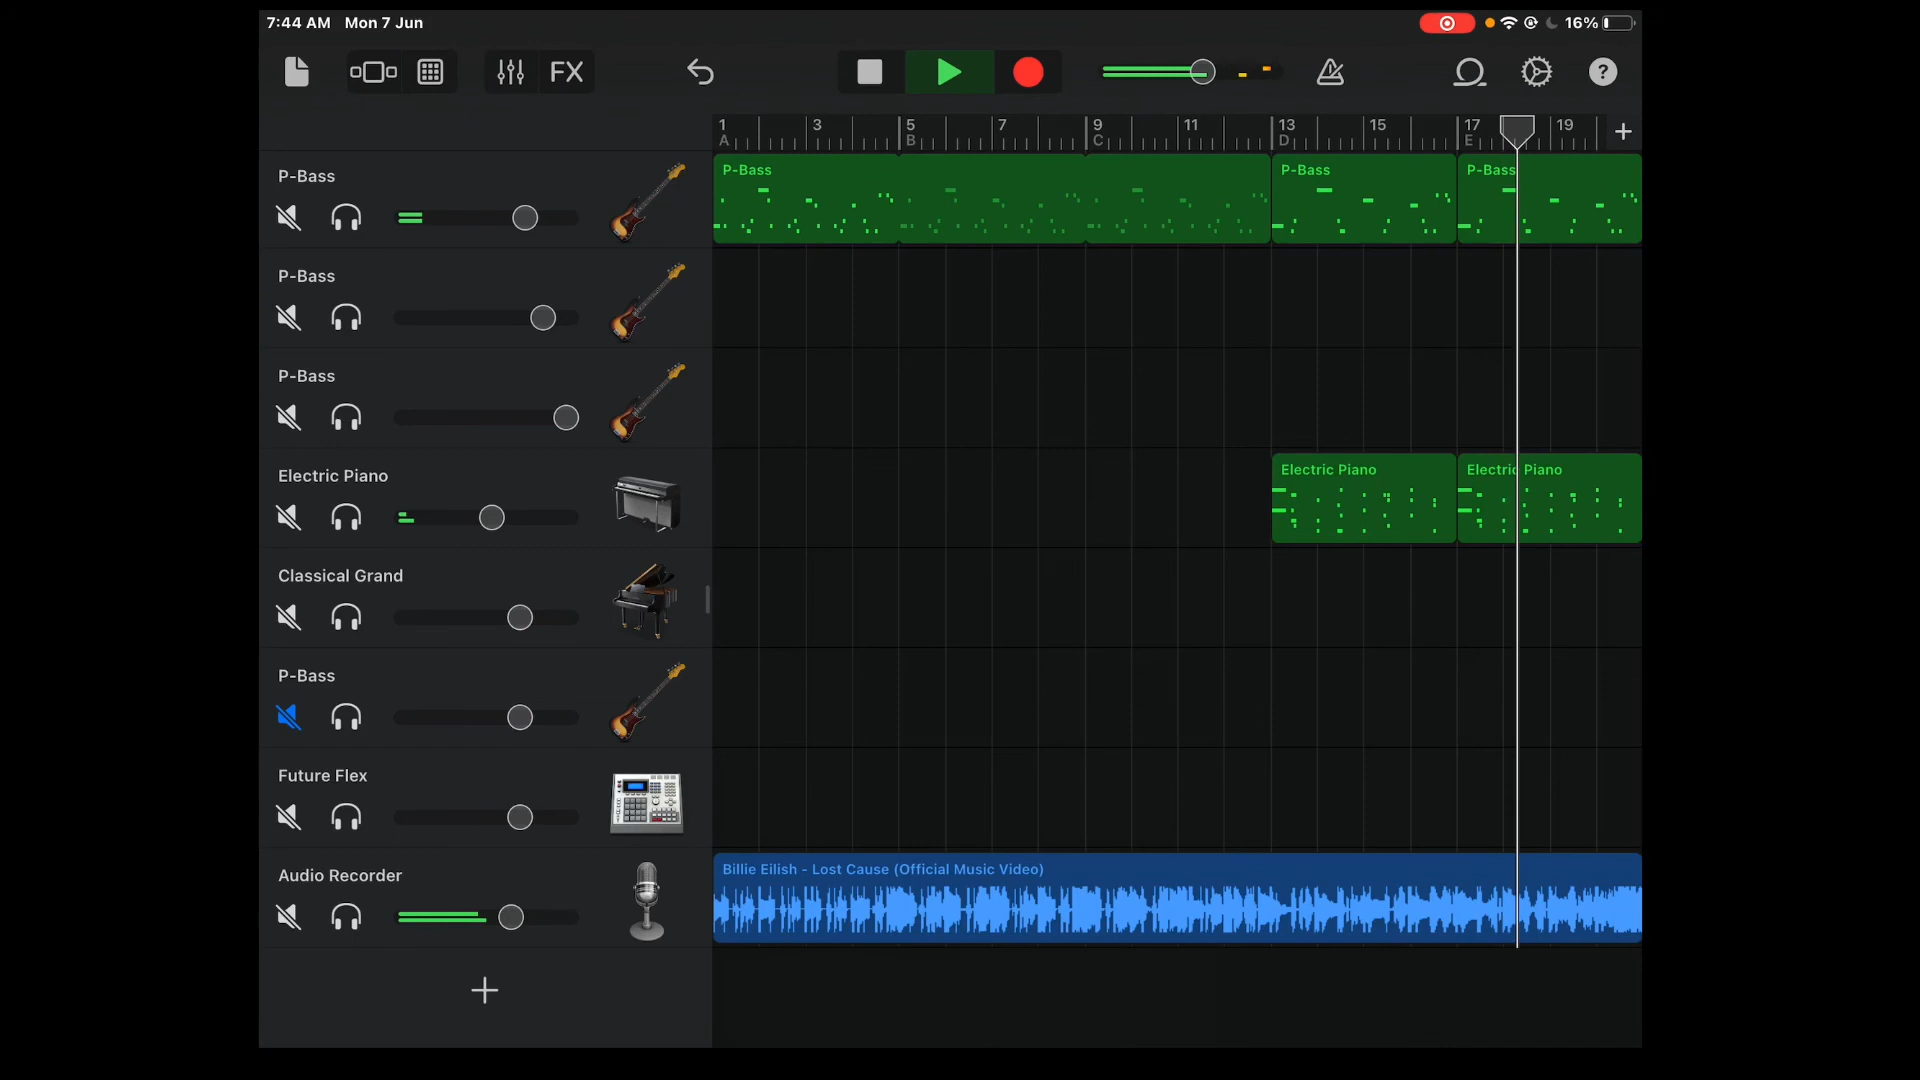 7:44 AM Mon 7 Jun
16%
FX
?
1 3 5 7 9 11 13 15 17 19
A B C D E
P-Bass
P-Bass P-Bass P-Bass
P-Bass
P-Bass
Electric Piano
Electric Piano Electric Piano
Classical Grand
P-Bass
Future Flex
Audio Recorder
Billie Eilish - Lost Cause (Official Music Video)